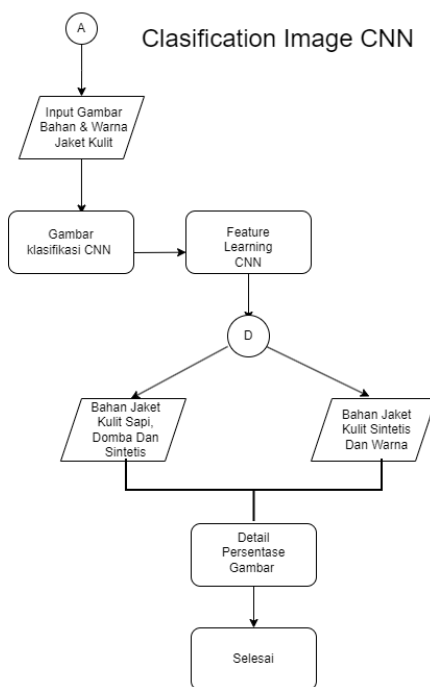 A
Clasification Image CNN
Input Gambar
Bahan & Warna
Jaket Kulit
Gambar
klasifikasi CNN
Feature
Learning
CNN
D
Bahan Jaket
Kulit Sapi,
Domba Dan
Sintetis
Bahan Jaket
Kulit Sintetis
Dan Warna
Detail
Persentase
Gambar
Selesai